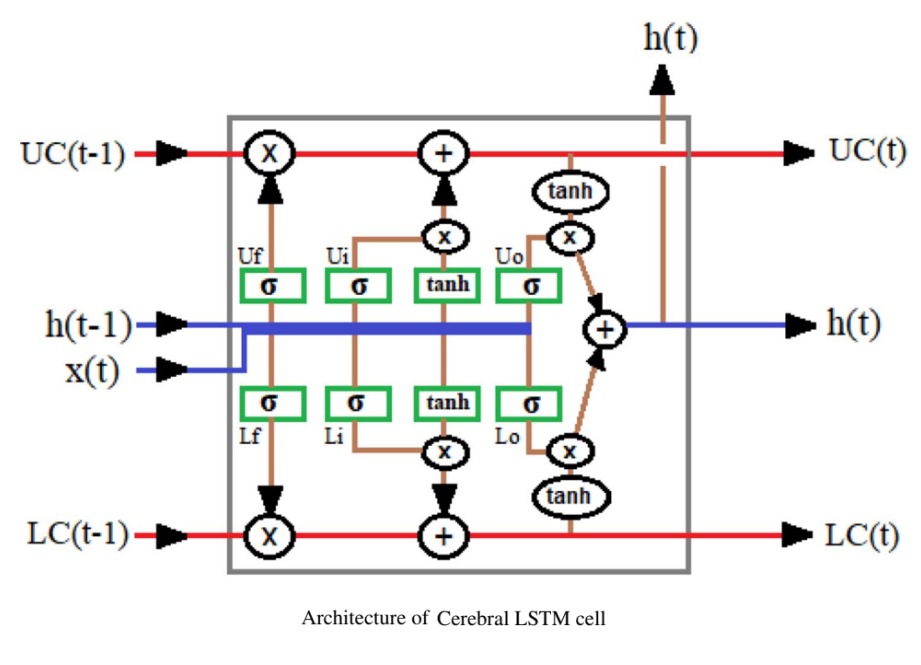 h(t)
UC(t-1) x + UC(t)
tanh
x x
Uf Ui Uo
σ σ tanh σ
h(t-1) + h(t)
x(t)
σ σ tanh σ
Lf Li Lo
x x
tanh
LC(t-1) x + LC(t)
Architecture of Cerebral LSTM cell